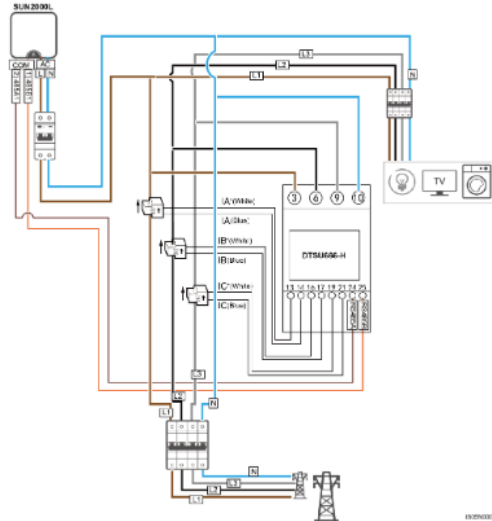 SUN2000L
COM
AC
L
N
L3
L2
L1
N
TV
3
6
9
10
IA*(White)
IA(Blue)
IB*(White)
IB(Blue)
IC*(White)
IC(Blue)
DTSU666-H
13 14 16 17 19 21 24 25
L3
L2
N
L1
N
L3
L2
L1